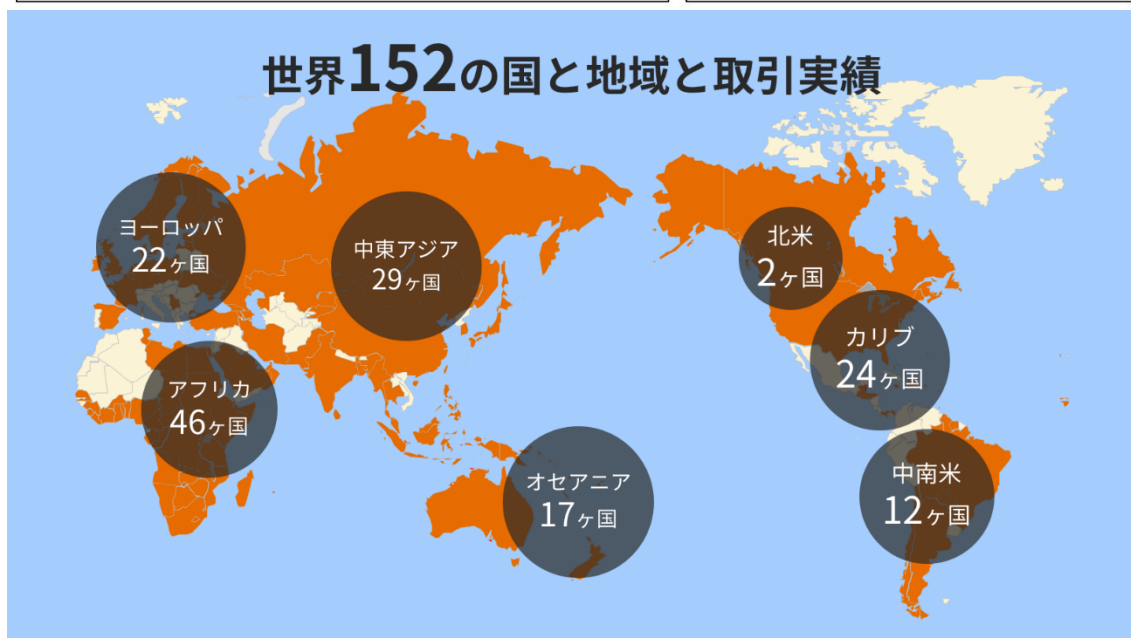 世界152の国と地域と取引実績
ヨーロッパ
22ヶ国
中東アジア
29ヶ国
北米
2ヶ国
カリブ
24ヶ国
アフリカ
46ヶ国
オセアニア
17ヶ国
中南米
12ヶ国